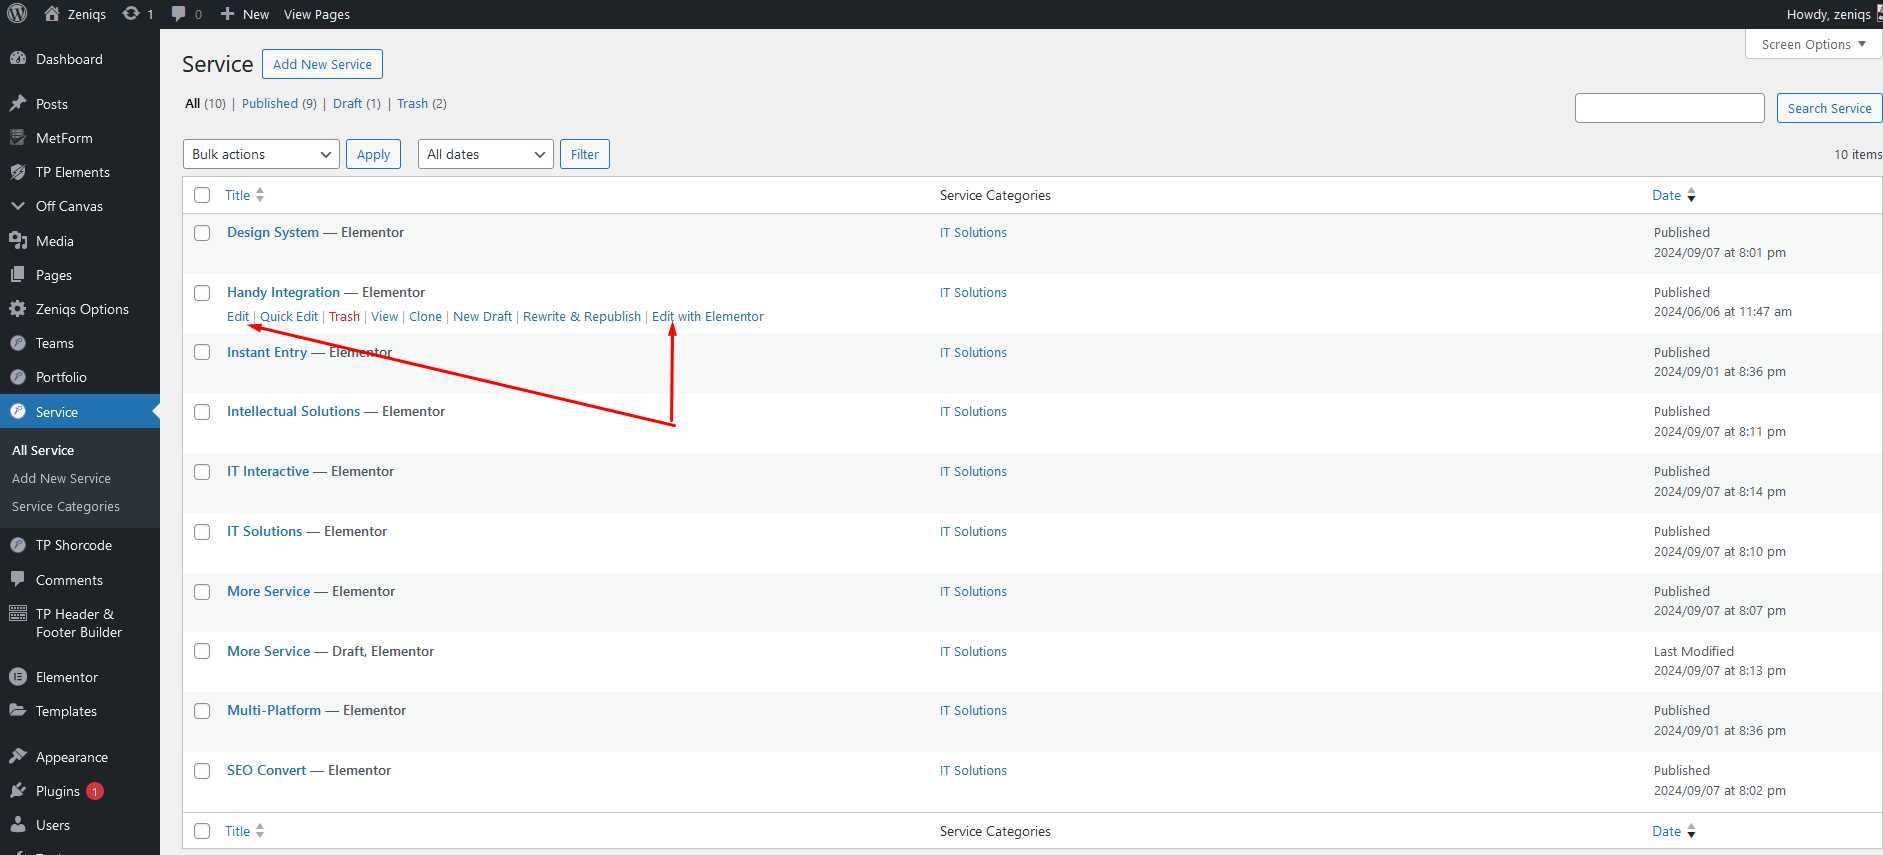 Zeniqs 1 0 New View Pages Howdy, zeniqs
Screen Options
Dashboard
Posts
MetForm
TP Elements
Off Canvas
Media
Pages
Zeniqs Options
Teams
Portfolio
Service
All Service
Add New Service
Service Categories
TP Shorcode
Comments
TP Header &
Footer Builder
Elementor
Templates
Appearance
Plugins 1
Users
Service Add New Service
All (10) | Published (9) | Draft (1) | Trash (2)
Search Service
Bulk actions Apply All dates Filter 10 items
Title Service Categories Date
Design System — Elementor IT Solutions Published
2024/09/07 at 8:01 pm
Handy Integration — Elementor IT Solutions Published
Edit | Quick Edit | Trash | View | Clone | New Draft | Rewrite & Republish | Edit with Elementor 2024/06/06 at 11:47 am
Instant Entry — Elementor IT Solutions Published
2024/09/01 at 8:36 pm
Intellectual Solutions — Elementor IT Solutions Published
2024/09/07 at 8:11 pm
IT Interactive — Elementor IT Solutions Published
2024/09/07 at 8:14 pm
IT Solutions — Elementor IT Solutions Published
2024/09/07 at 8:10 pm
More Service — Elementor IT Solutions Published
2024/09/07 at 8:07 pm
More Service — Draft, Elementor IT Solutions Last Modified
2024/09/07 at 8:13 pm
Multi-Platform — Elementor IT Solutions Published
2024/09/01 at 8:36 pm
SEO Convert — Elementor IT Solutions Published
2024/09/07 at 8:02 pm
Title Service Categories Date